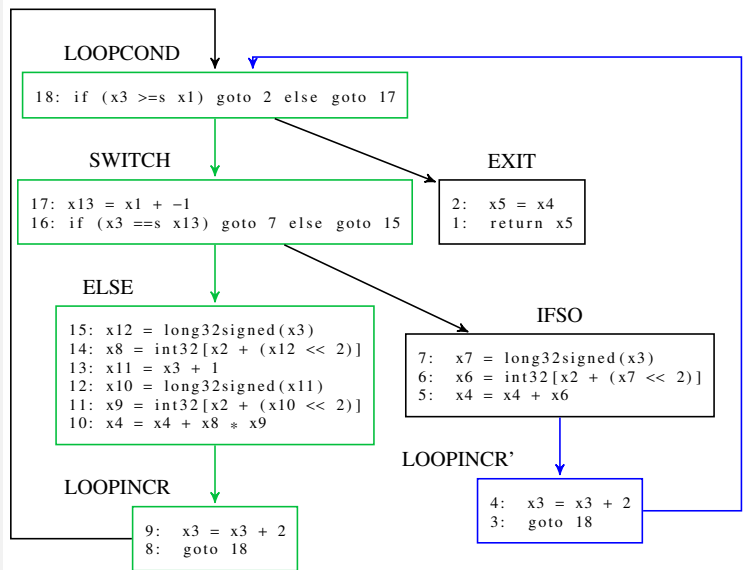 LOOPCOND
18: if (x3 >=s x1) goto 2 else goto 17
SWITCH
17: x13 = x1 + −1
16: if (x3 ==s x13) goto 7 else goto 15
EXIT
2: x5 = x4
1: return x5
ELSE
15: x12 = long32signed(x3)
14: x8 = int32[x2 + (x12 << 2)]
13: x11 = x3 + 1
12: x10 = long32signed(x11)
11: x9 = int32[x2 + (x10 << 2)]
10: x4 = x4 + x8 * x9
IFSO
7: x7 = long32signed(x3)
6: x6 = int32[x2 + (x7 << 2)]
5: x4 = x4 + x6
LOOPINCR
9: x3 = x3 + 2
8: goto 18
LOOPINCR'
4: x3 = x3 + 2
3: goto 18